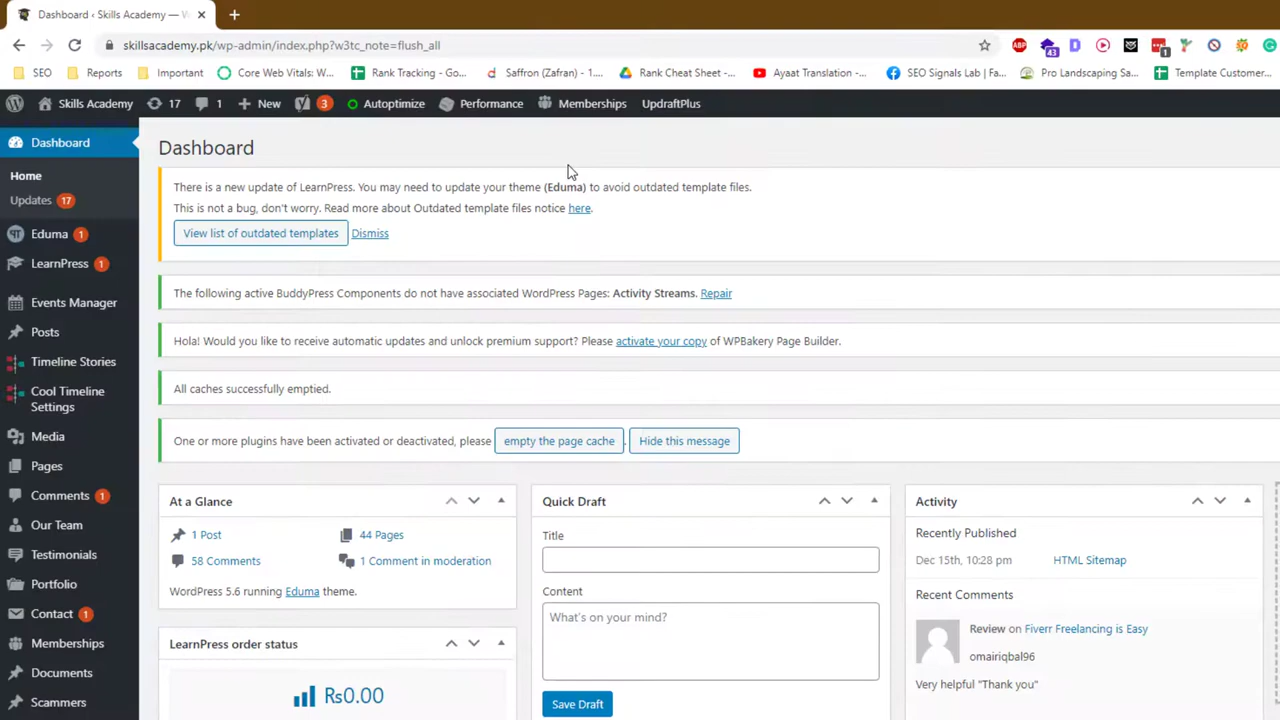 Dashboard ‹ Skills Academy — W
skillsacademy.pk/wp-admin/index.php?w3tc_note=flush_all
ABP
43
1
SEO
Reports
Important
Core Web Vitals: W...
Rank Tracking - Go...
Saffron (Zafran) - 1....
Rank Cheat Sheet -...
Ayaat Translation -...
SEO Signals Lab | Fa...
Pro Landscaping Sa...
Template Customer...
Skills Academy
17
1
New
3
Autoptimize
Performance
Memberships
UpdraftPlus
Dashboard
Home
Updates 17
Eduma 1
LearnPress 1
Events Manager
Posts
Timeline Stories
Cool Timeline
Settings
Media
Pages
Comments 1
Our Team
Testimonials
Portfolio
Contact 1
Memberships
Documents
Scammers
Dashboard
There is a new update of LearnPress. You may need to update your theme (Eduma) to avoid outdated template files.
This is not a bug, don't worry. Read more about Outdated template files notice here.
View list of outdated templates Dismiss
The following active BuddyPress Components do not have associated WordPress Pages: Activity Streams. Repair
Hola! Would you like to receive automatic updates and unlock premium support? Please activate your copy of WPBakery Page Builder.
All caches successfully emptied.
One or more plugins have been activated or deactivated, please empty the page cache . Hide this message
At a Glance
1 Post
44 Pages
58 Comments
1 Comment in moderation
WordPress 5.6 running Eduma theme.
LearnPress order status
Rs0.00
Quick Draft
Title
Content
What's on your mind?
Save Draft
Activity
Recently Published
Dec 15th, 10:28 pm HTML Sitemap
Recent Comments
Review on Fiverr Freelancing is Easy
omairiqbal96
Very helpful "Thank you"